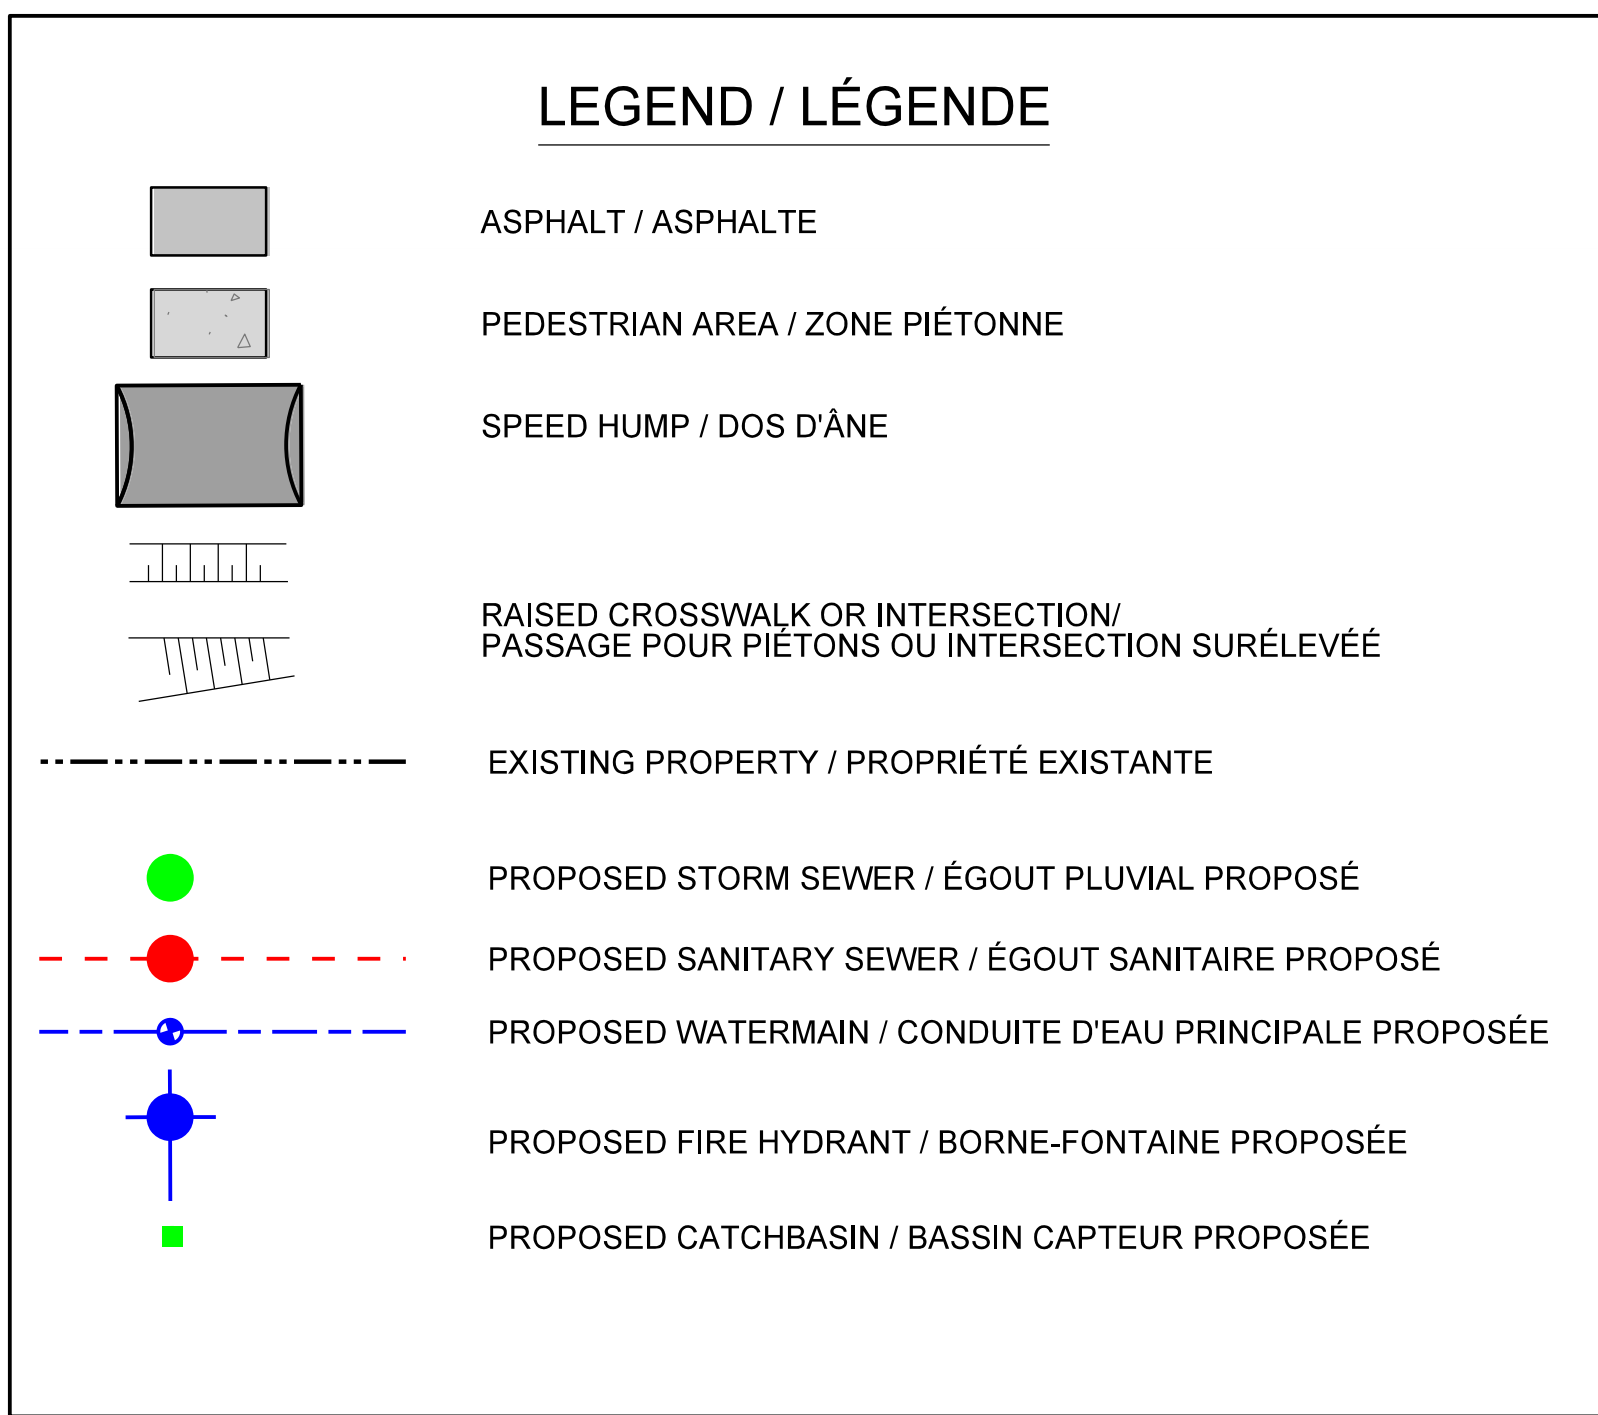 LEGEND / LÉGENDE
ASPHALT / ASPHALTE
PEDESTRIAN AREA / ZONE PIÉTONNE
SPEED HUMP / DOS D'ÂNE
RAISED CROSSWALK OR INTERSECTION/
PASSAGE POUR PIÉTONS OU INTERSECTION SURÉLEVÉÉ
EXISTING PROPERTY / PROPRIÉTÉ EXISTANTE
PROPOSED STORM SEWER / ÉGOUT PLUVIAL PROPOSÉ
PROPOSED SANITARY SEWER / ÉGOUT SANITAIRE PROPOSÉ
PROPOSED WATERMAIN / CONDUITE D'EAU PRINCIPALE PROPOSÉE
PROPOSED FIRE HYDRANT / BORNE-FONTAINE PROPOSÉE
PROPOSED CATCHBASIN / BASSIN CAPTEUR PROPOSÉE